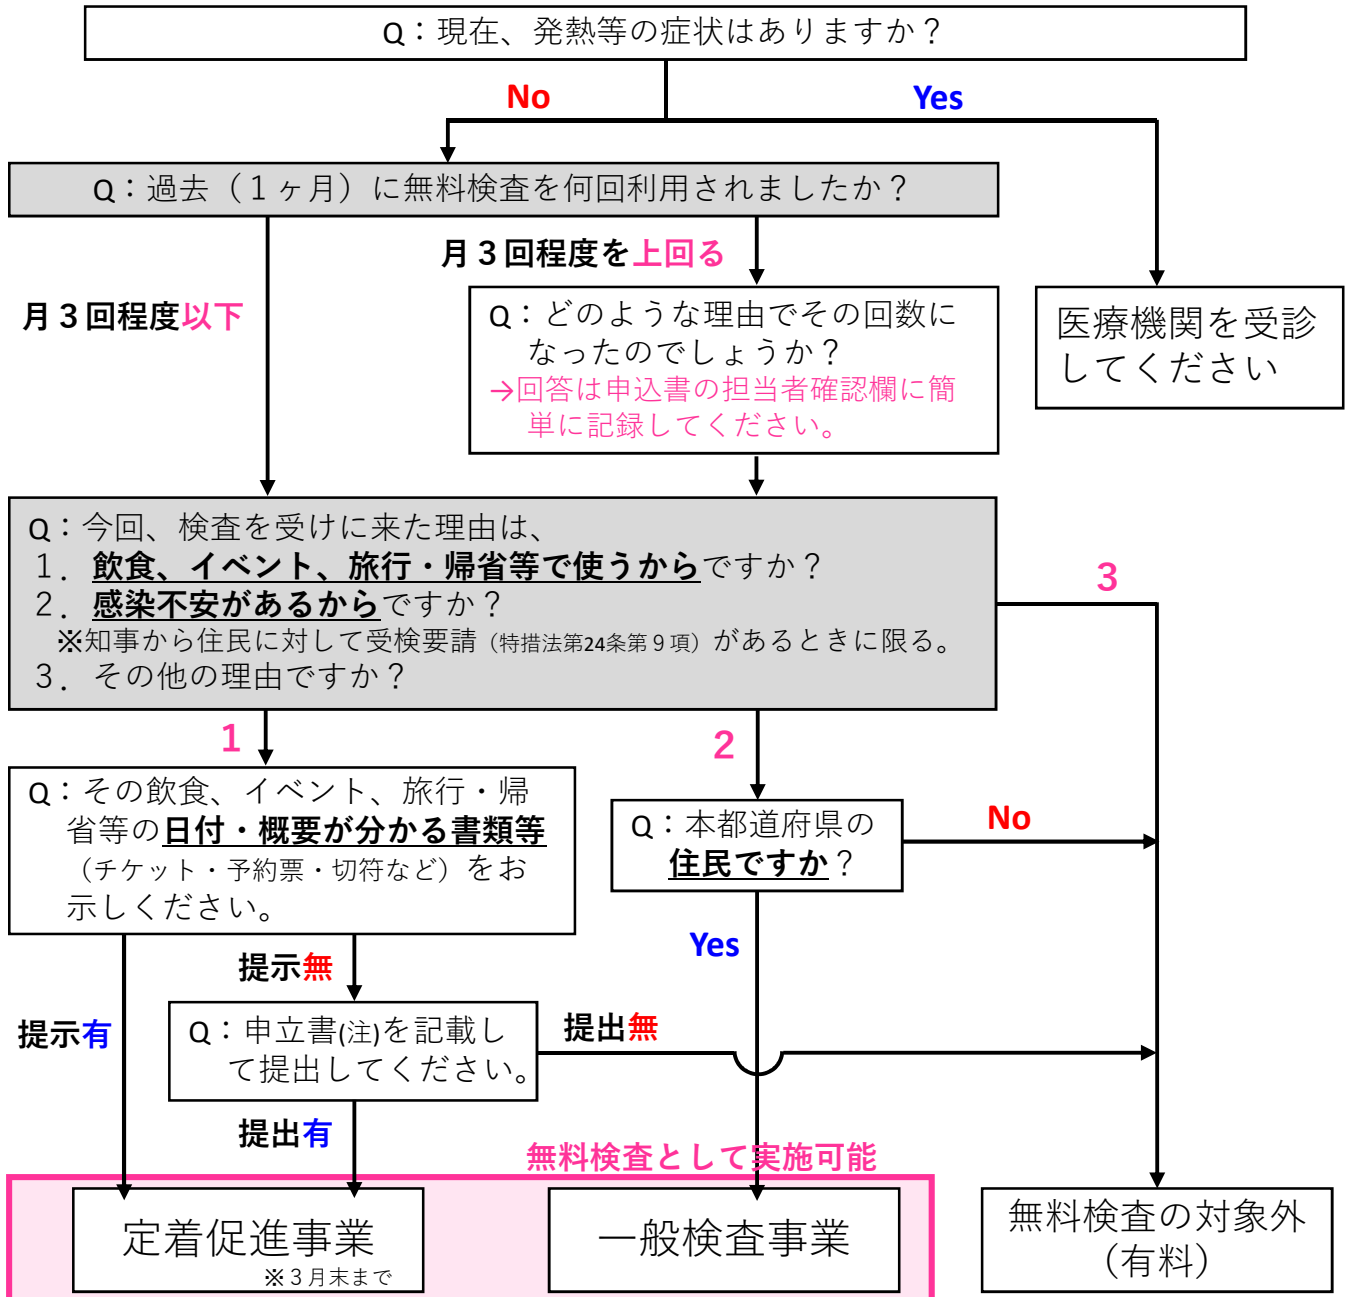 Q：現在、発熱等の症状はありますか？
No
Yes
Q：過去（１ヶ月）に無料検査を何回利用されましたか？
月３回程度を上回る
月３回程度以下
Q：どのような理由でその回数に
なったのでしょうか？
→回答は申込書の担当者確認欄に簡
単に記録してください。
医療機関を受診
してください
Q：今回、検査を受けに来た理由は、
１．飲食、イベント、旅行・帰省等で使うからですか？
２．感染不安があるからですか？
※知事から住民に対して受検要請（特措法第24条第９項）があるときに限る。
３．その他の理由ですか？
3
1
2
Q：その飲食、イベント、旅行・帰
省等の日付・概要が分かる書類等
（チケット・予約票・切符など）をお
示しください。
Q：本都道府県の
住民ですか？
No
Yes
提示無
提示有
Q：申立書(注)を記載し
て提出してください。
提出無
提出有
無料検査として実施可能
定着促進事業
※３月末まで
一般検査事業
無料検査の対象外
（有料）